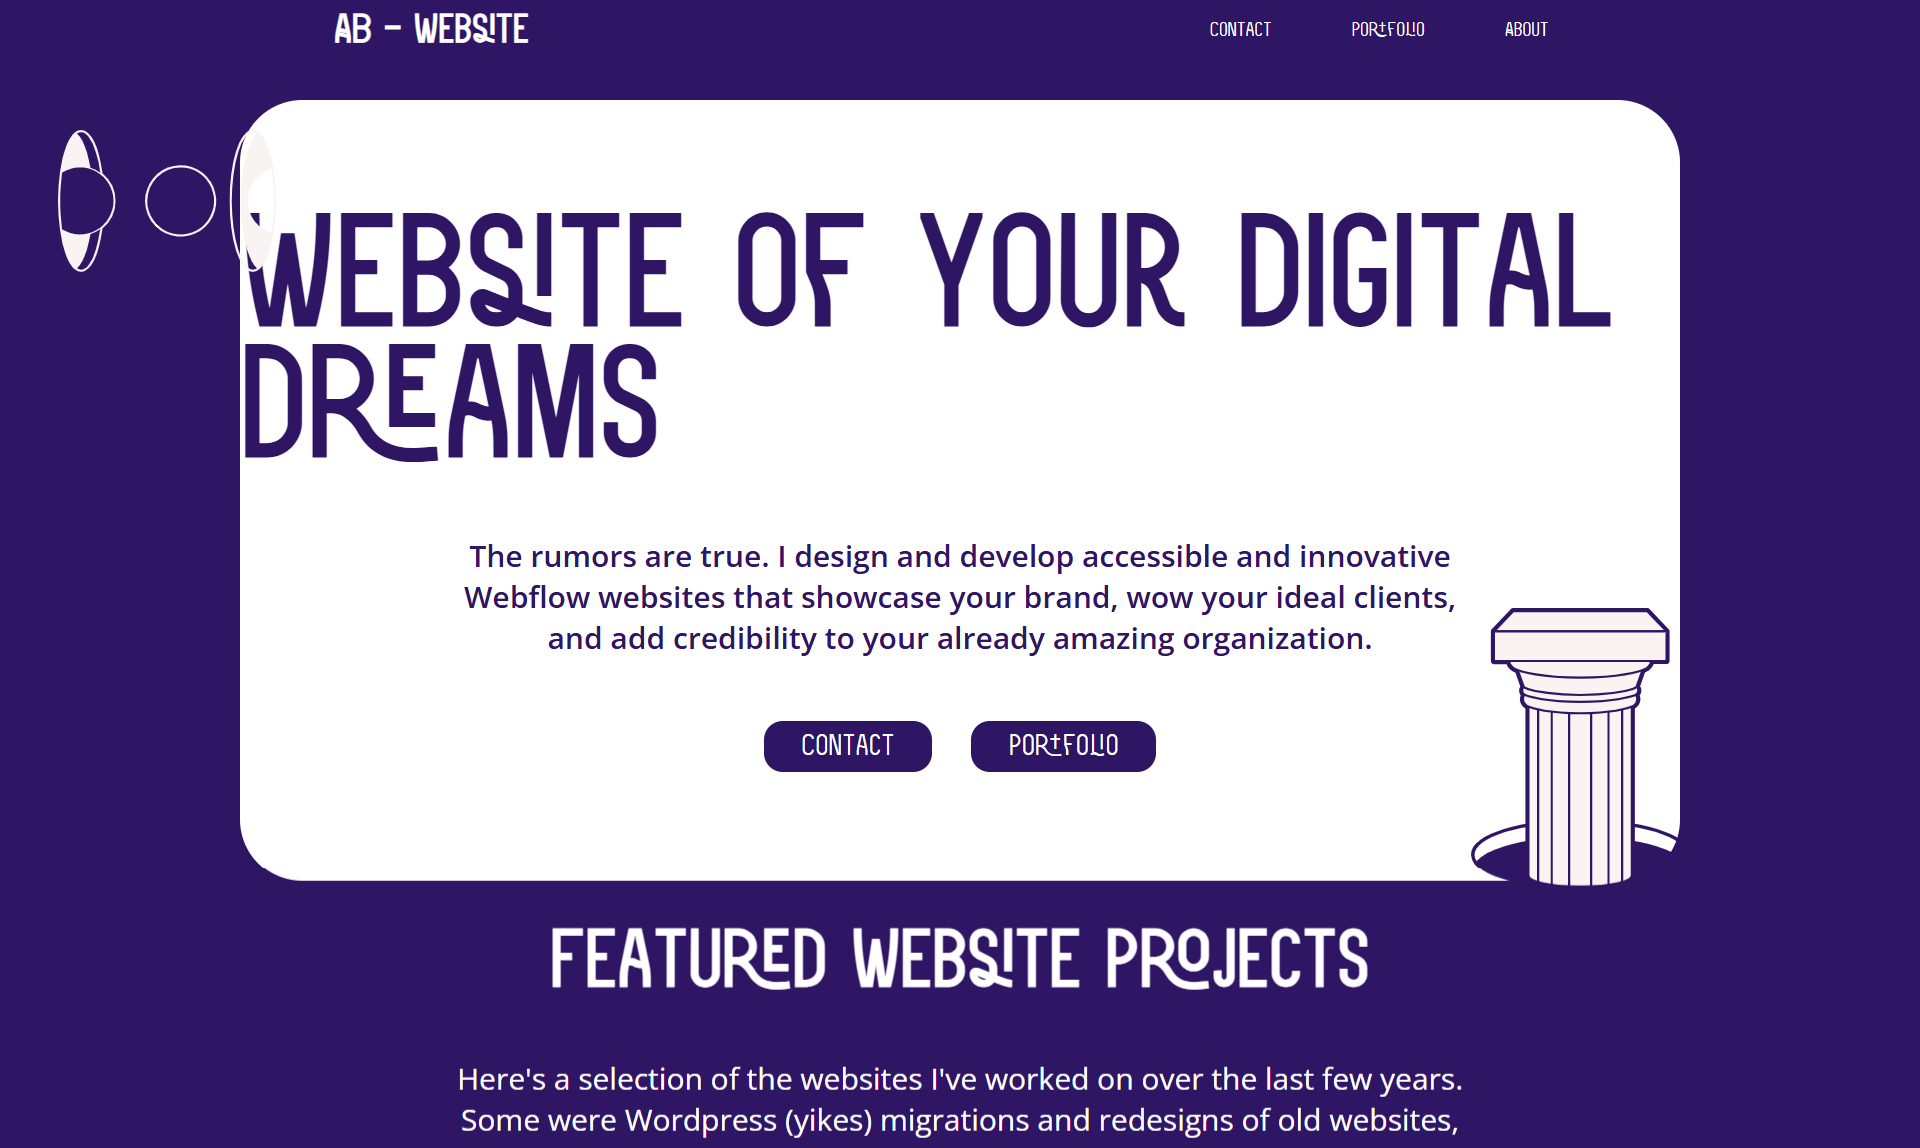 AB - WEBSITE
CONTACT PORTFOLIO ABOUT
WEBSITE OF YOUR DIGITAL
DREAMS
The rumors are true. I design and develop accessible and innovative
Webflow websites that showcase your brand, wow your ideal clients,
and add credibility to your already amazing organization.
CONTACT PORTFOLIO
FEATURED WEBSITE PROJECTS
Here's a selection of the websites I've worked on over the last few years.
Some were Wordpress (yikes) migrations and redesigns of old websites,